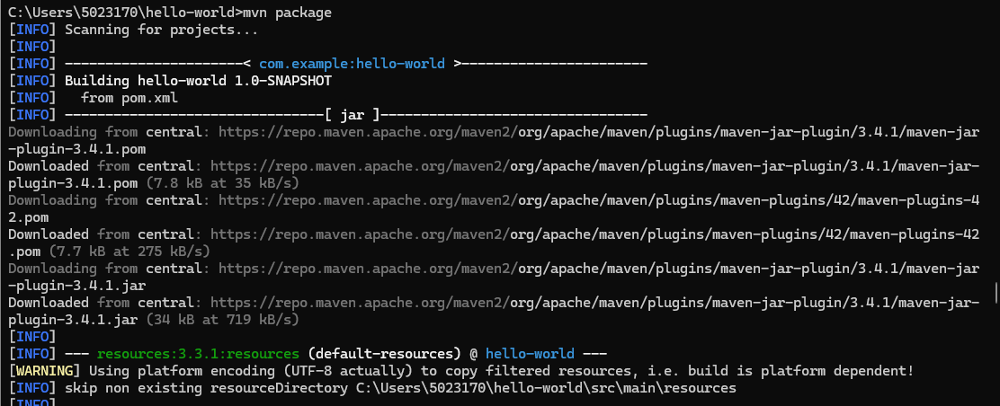 C:\Users\5023170\hello-world>mvn package
[INFO] Scanning for projects...
[INFO]
[INFO] ----------------------< com.example:hello-world >-----------------------
[INFO] Building hello-world 1.0-SNAPSHOT
[INFO]   from pom.xml
[INFO] --------------------------------[ jar ]---------------------------------
Downloading from central: https://repo.maven.apache.org/maven2/org/apache/maven/plugins/maven-jar-plugin/3.4.1/maven-jar
-plugin-3.4.1.pom
Downloaded from central: https://repo.maven.apache.org/maven2/org/apache/maven/plugins/maven-jar-plugin/3.4.1/maven-jar-
plugin-3.4.1.pom (7.8 kB at 35 kB/s)
Downloading from central: https://repo.maven.apache.org/maven2/org/apache/maven/plugins/maven-plugins/42/maven-plugins-4
2.pom
Downloaded from central: https://repo.maven.apache.org/maven2/org/apache/maven/plugins/maven-plugins/42/maven-plugins-42
.pom (7.7 kB at 275 kB/s)
Downloading from central: https://repo.maven.apache.org/maven2/org/apache/maven/plugins/maven-jar-plugin/3.4.1/maven-jar
-plugin-3.4.1.jar
Downloaded from central: https://repo.maven.apache.org/maven2/org/apache/maven/plugins/maven-jar-plugin/3.4.1/maven-jar-
plugin-3.4.1.jar (34 kB at 719 kB/s)
[INFO]
[INFO] --- resources:3.3.1:resources (default-resources) @ hello-world ---
[WARNING] Using platform encoding (UTF-8 actually) to copy filtered resources, i.e. build is platform dependent!
[INFO] skip non existing resourceDirectory C:\Users\5023170\hello-world\src\main\resources
[INFO]